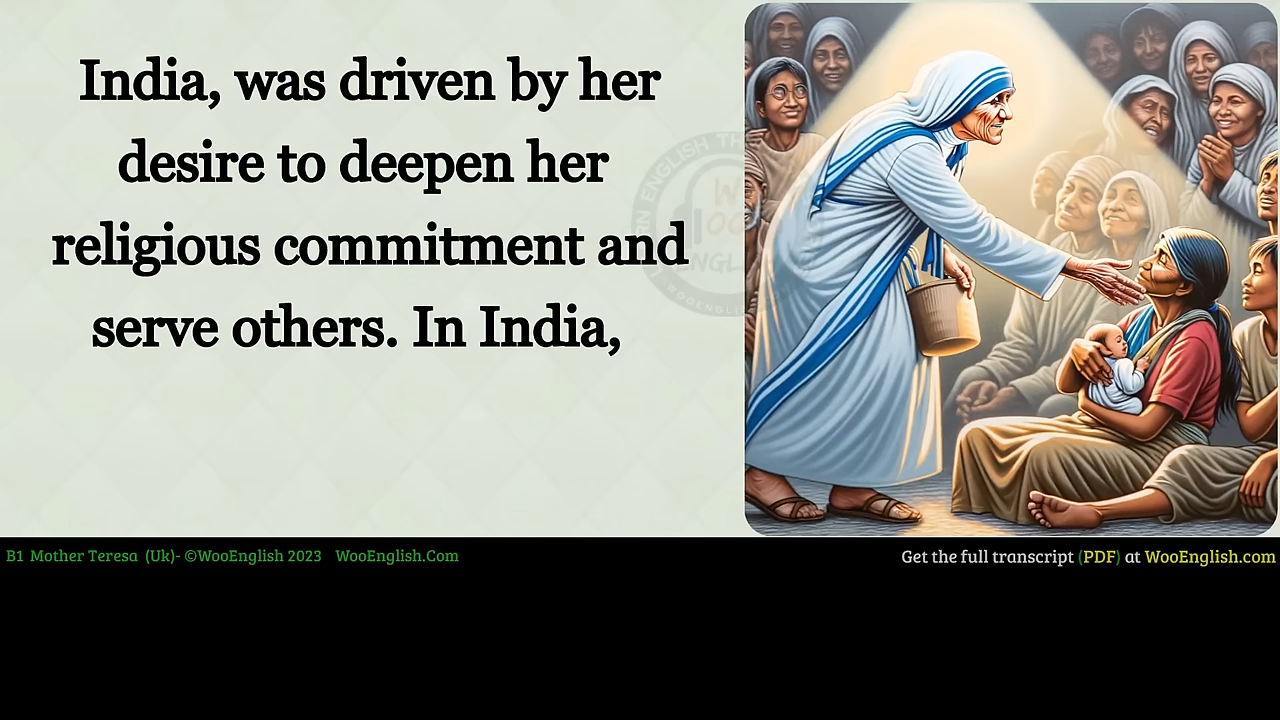 India, was driven by her
desire to deepen her
religious commitment and
serve others. In India,
B1 Mother Teresa (Uk)- ©WooEnglish 2023 WooEnglish.Com
Get the full transcript (PDF) at WooEnglish.com